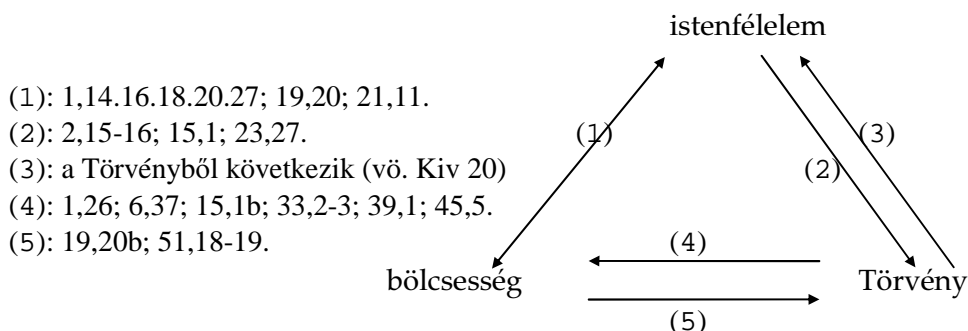 istenfélelem
(1): 1,14.16.18.20.27; 19,20; 21,11.
(2): 2,15-16; 15,1; 23,27.
(3): a Törvényből következik (vö. Kiv 20)
(4): 1,26; 6,37; 15,1b; 33,2-3; 39,1; 45,5.
(5): 19,20b; 51,18-19.
(1)
(3)
(2)
(4)
bölcsesség
Törvény
(5)